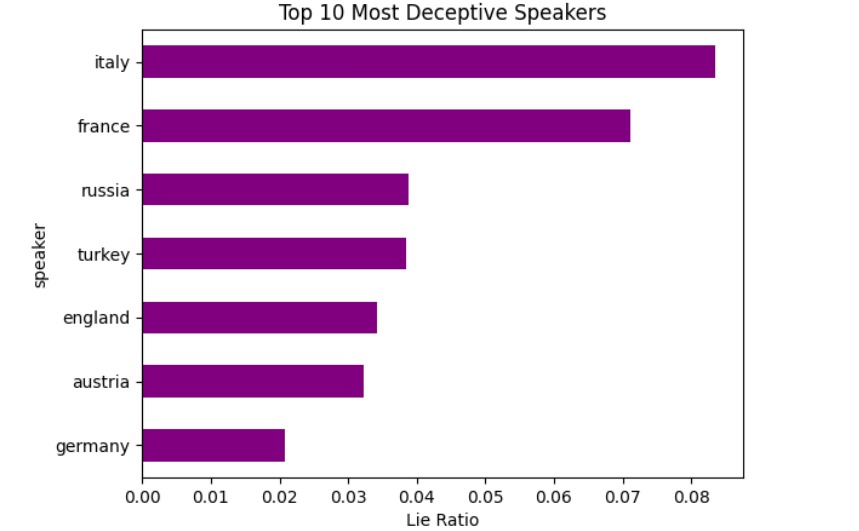 Top 10 Most Deceptive Speakers
speaker
italy
france
russia
turkey
england
austria
germany
0.00 0.01 0.02 0.03 0.04 0.05 0.06 0.07 0.08
Lie Ratio